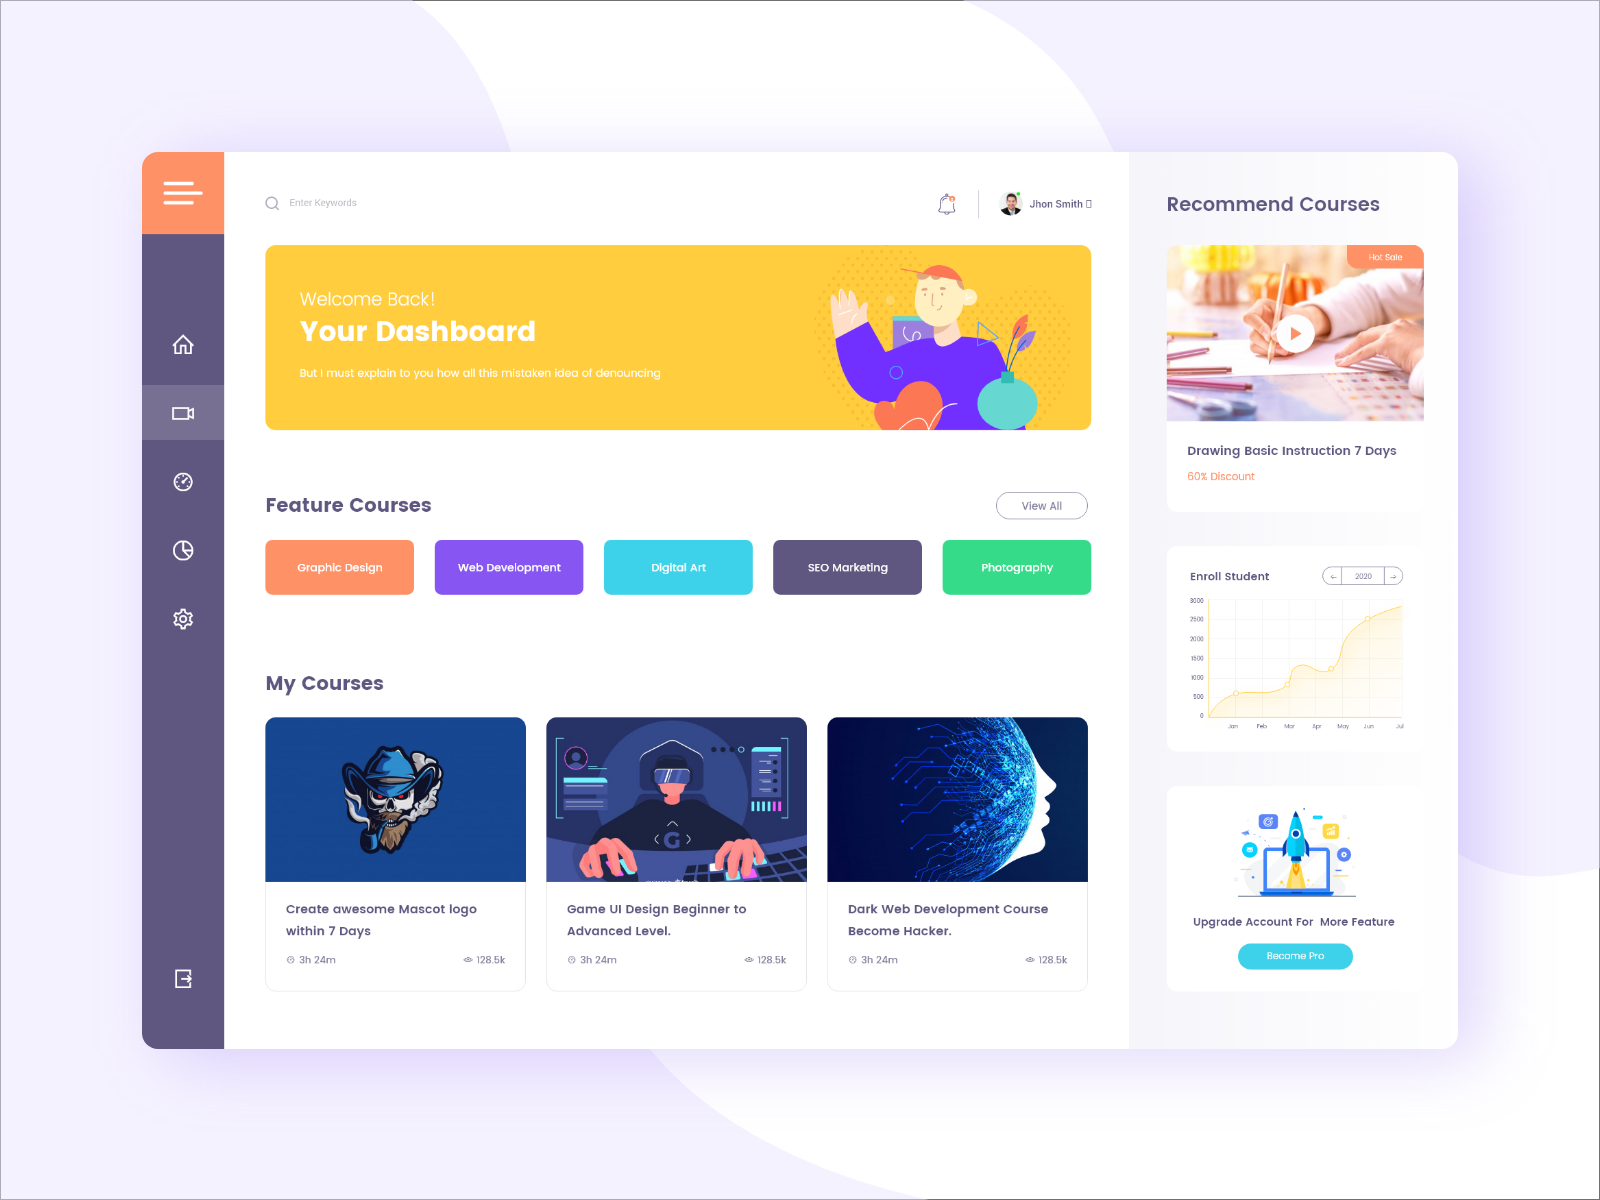 Enter Keywords
Jhon Smith
Welcome Back!
Your Dashboard
But I must explain to you how all this mistaken idea of denouncing
Feature Courses
View All
Graphic Design
Web Development
Digital Art
SEO Marketing
Photography
My Courses
G
Create awesome Mascot logo
within 7 Days
3h 24m
128.5k
Game UI Design Beginner to
Advanced Level.
3h 24m
128.5k
Dark Web Development Course
Become Hacker.
3h 24m
128.5k
Recommend Courses
Hot Sale
Drawing Basic Instruction 7 Days
60% Discount
Enroll Student
2020
3000
2500
2000
1500
1000
500
0
Jan Feb Mar Apr May Jun Jul
Upgrade Account For  More Feature
Become Pro